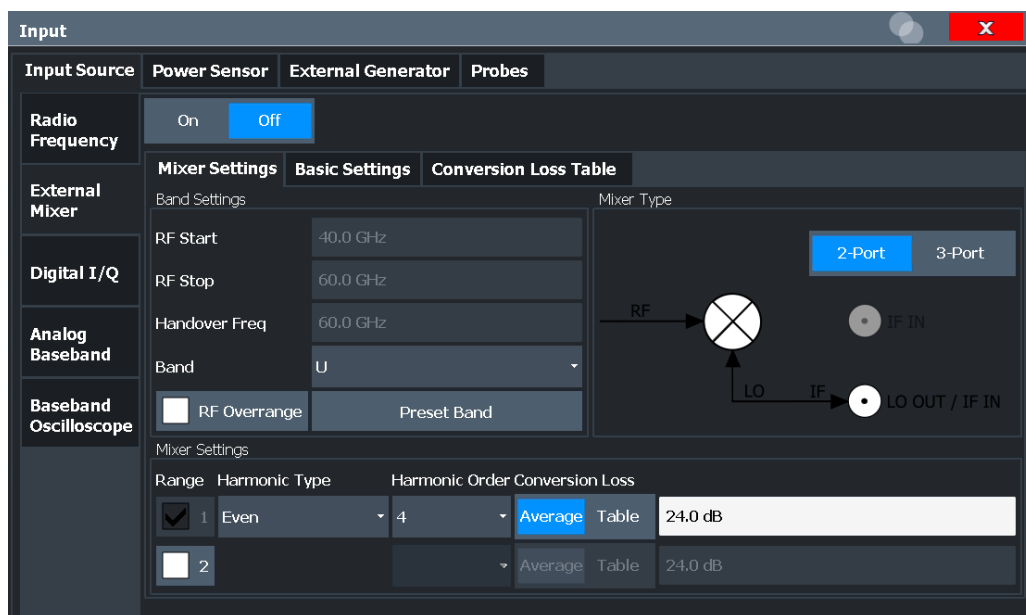 Input
X
Input Source Power Sensor External Generator Probes
Radio
Frequency
On Off
Mixer Settings Basic Settings Conversion Loss Table
External
Mixer
Band Settings
Mixer Type
RF Start 40.0 GHz
2-Port 3-Port
Digital I/Q
RF Stop 60.0 GHz
Analog
Baseband
Handover Freq 60.0 GHz
RF
IF IN
Band U
Baseband
Oscilloscope
RF Overrange Preset Band
LO IF LO OUT / IF IN
Mixer Settings
Range Harmonic Type Harmonic Order Conversion Loss
1 Even 4 Average Table 24.0 dB
2 Average Table 24.0 dB